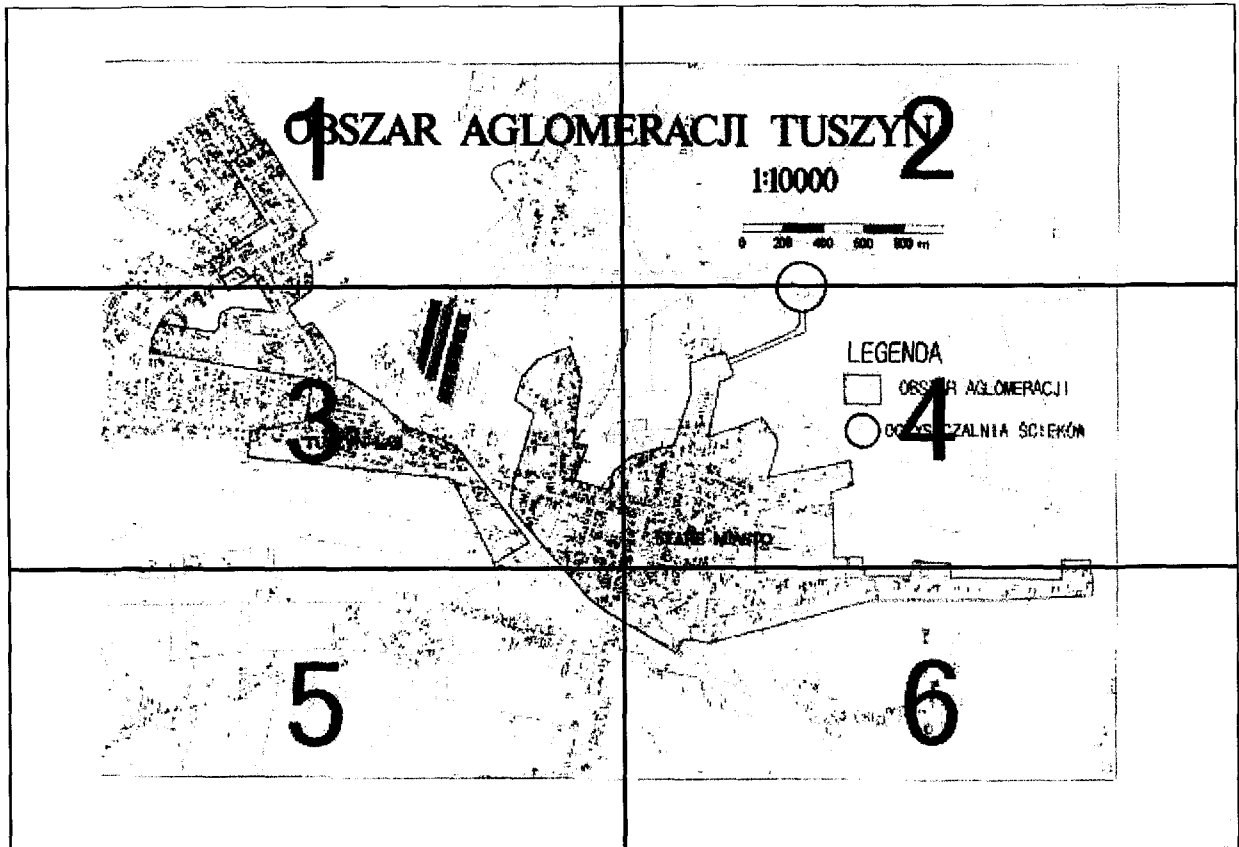 1
2
OBSZAR AGLOMERACJI TUSZYN
1:10000
0 200 400 600 800 m
LEGENDA
OBSZAR AGLOMERACJI
OCZYSZCZALNIA ŚCIEKÓW
3
4
STARE MIASTO
5
6